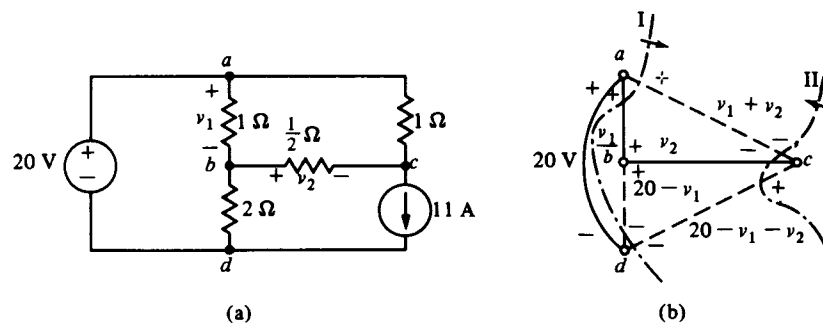 a
+
v₁ 1 Ω
−
b
1/2 Ω
+ v₂ −
1 Ω
c
20 V
+
−
2 Ω
11 A
d
(a)
I
a
II
+ + +
v₁ + v₂
v₁
−
b
+ v₂ − −
c
20 V
+
20 − v₁
+
−
− −
20 − v₁ − v₂
d
(b)